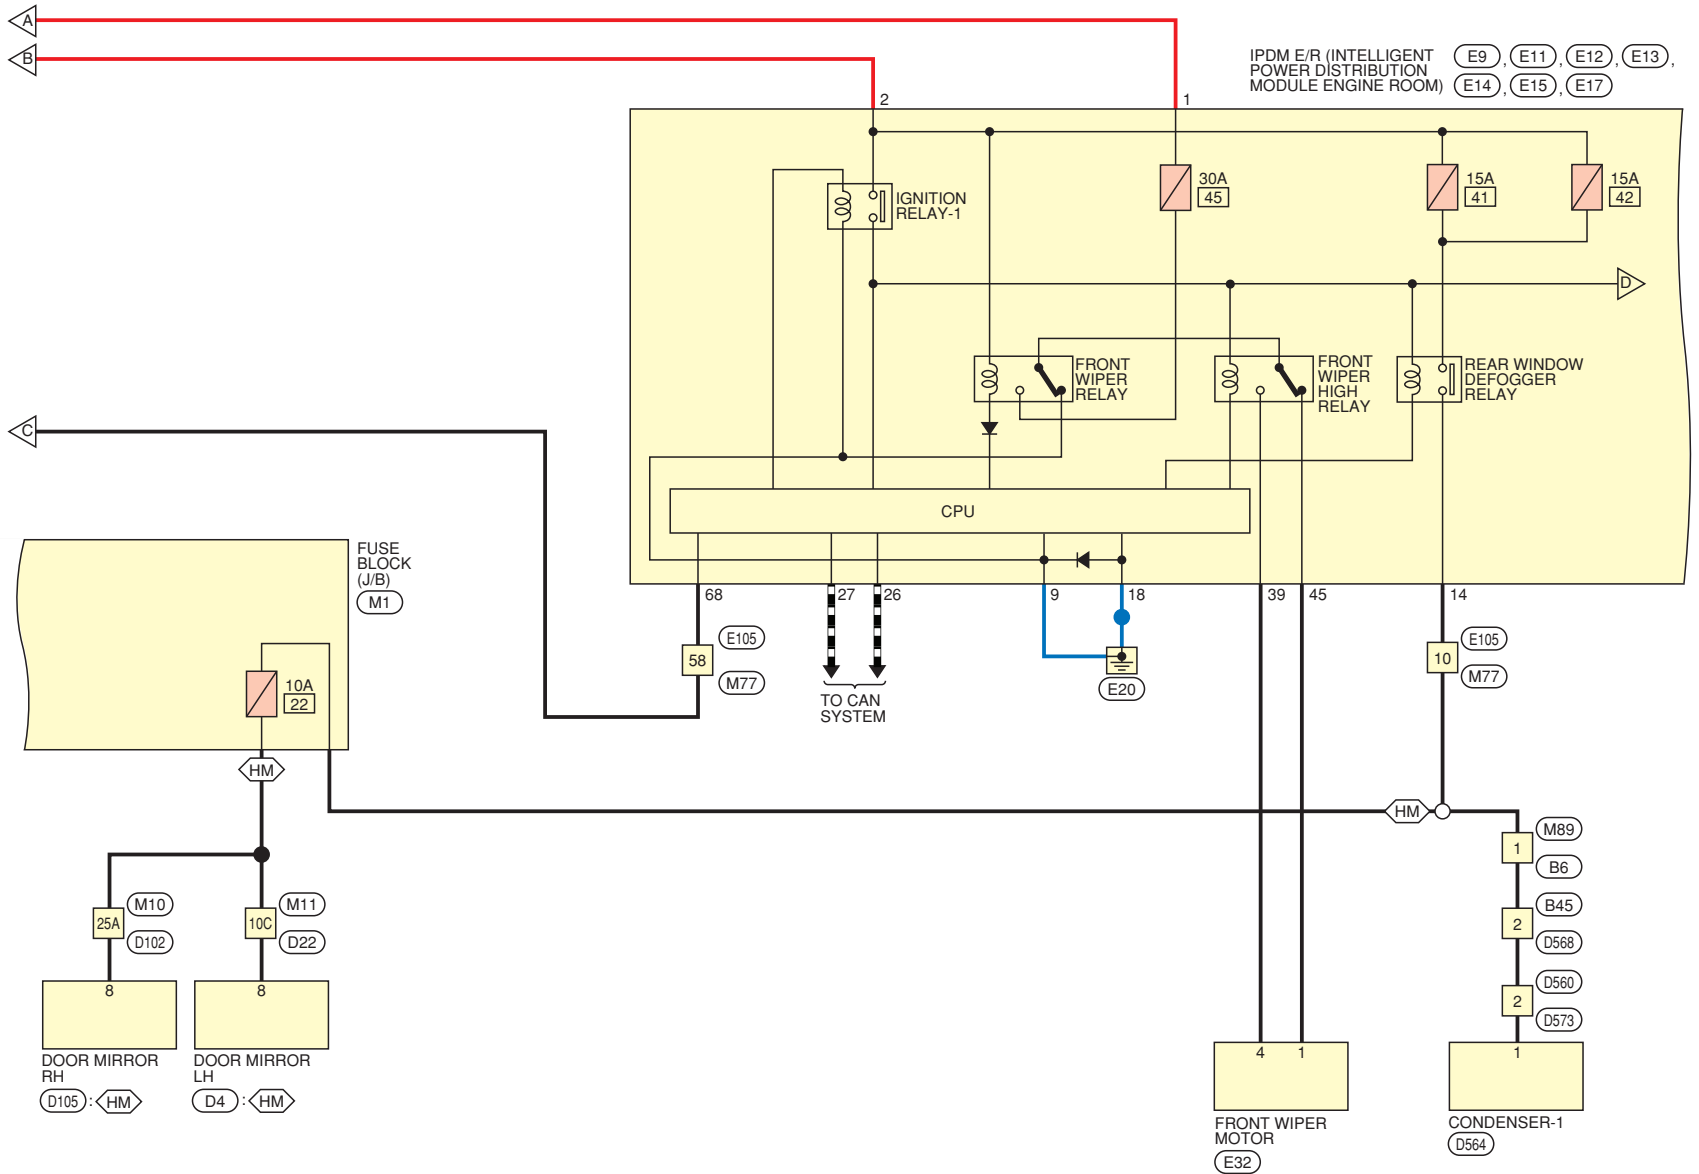 A
B
IPDM E/R (INTELLIGENT
POWER DISTRIBUTION
MODULE ENGINE ROOM)
E9 , E11 , E12 , E13 ,
E14 , E15 , E17
2
1
IGNITION
RELAY-1
30A
45
15A
41
15A
42
D
FRONT
WIPER
RELAY
FRONT
WIPER
HIGH
RELAY
REAR WINDOW
DEFOGGER
RELAY
C
CPU
FUSE
BLOCK
(J/B)
M1
68
27
26
9
18
39
45
14
E105
58
M77
TO CAN
SYSTEM
E20
E105
10
M77
10A
22
HM
HM
M89
1
B6
M10
25A
D102
M11
10C
D22
B45
2
D568
D560
2
D573
8
8
4
1
1
DOOR MIRROR
RH
D105 : HM
DOOR MIRROR
LH
D4 : HM
FRONT WIPER
MOTOR
E32
CONDENSER-1
D564